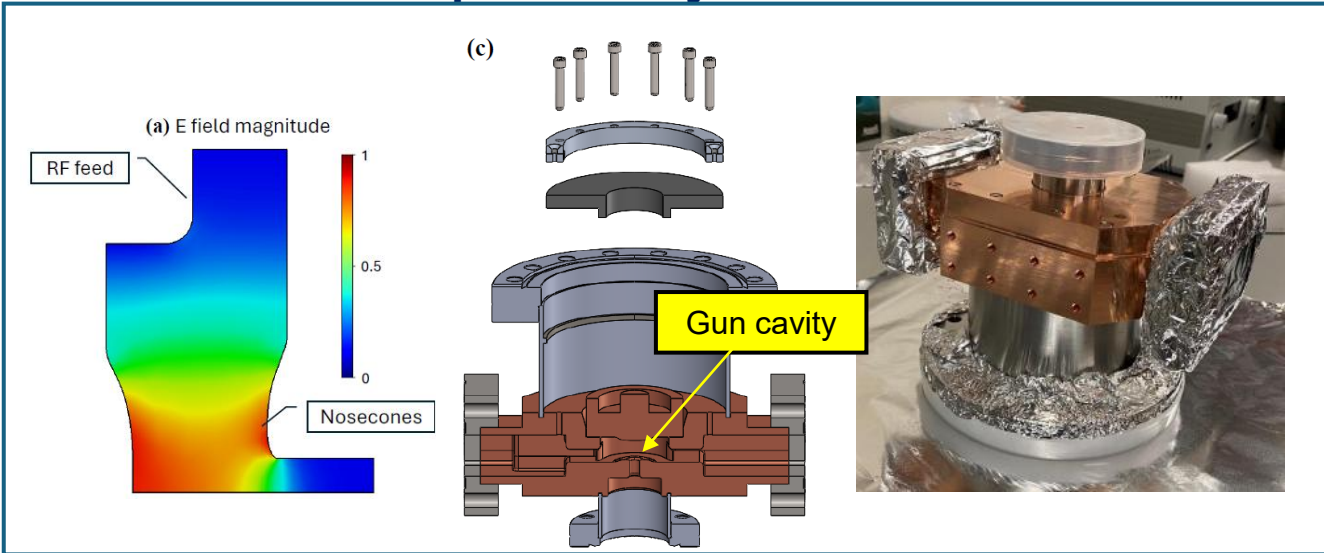 (a) E field magnitude
RF feed
1
0.5
0
Nosecones
(c)
Gun cavity